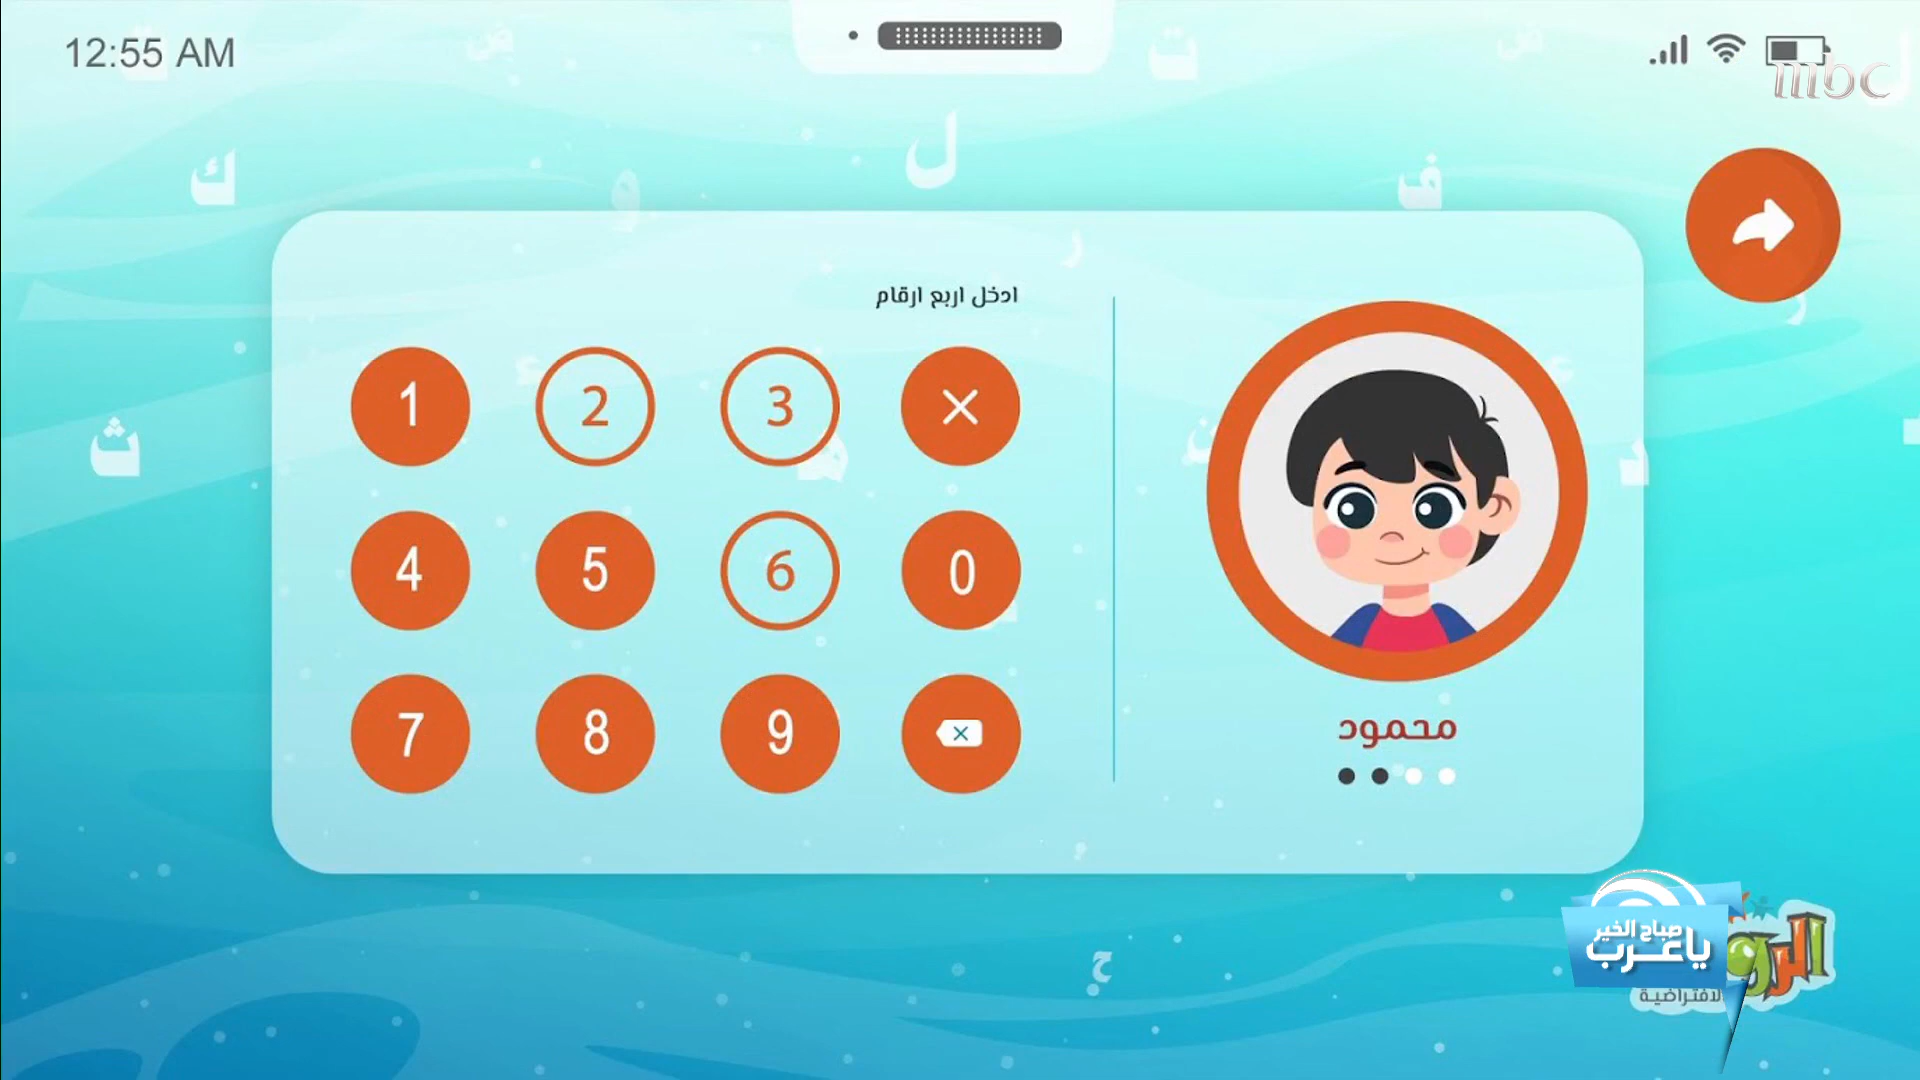 12:55 AM
mbc
ادخل اربع ارقام
1 2 3
4 5 6 0
7 8 9
محمود
صباح الخير
ياعرب
الافتراضية
ض
ت
ك
و
ل
ف
ر
ث
ه
ن
ج